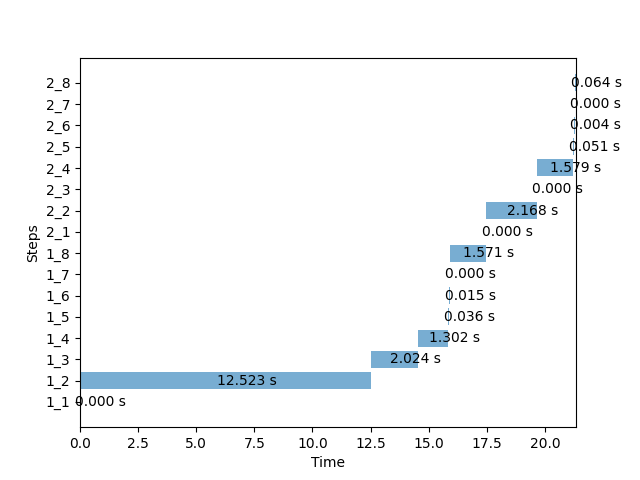 2_8 0.064 s
2_7 0.000 s
2_6 0.004 s
2_5 0.051 s
2_4 1.579 s
2_3 0.000 s
2_2 2.168 s
2_1 0.000 s
1_8 1.571 s
1_7 0.000 s
1_6 0.015 s
1_5 0.036 s
1_4 1.302 s
1_3 2.024 s
1_2 12.523 s
1_1 0.000 s
Steps
0.0 2.5 5.0 7.5 10.0 12.5 15.0 17.5 20.0
Time